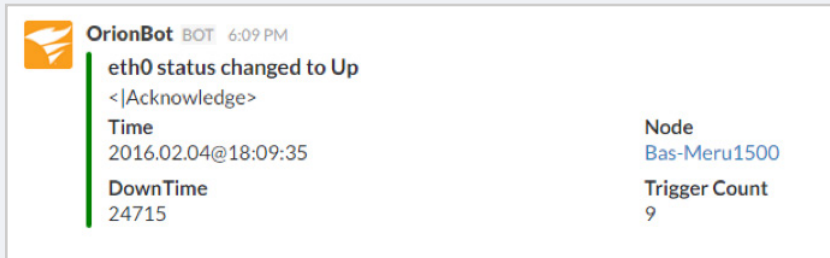 OrionBot BOT 6:09 PM
eth0 status changed to Up
<|Acknowledge>
Time Node
2016.02.04@18:09:35 Bas-Meru1500
DownTime Trigger Count
24715 9